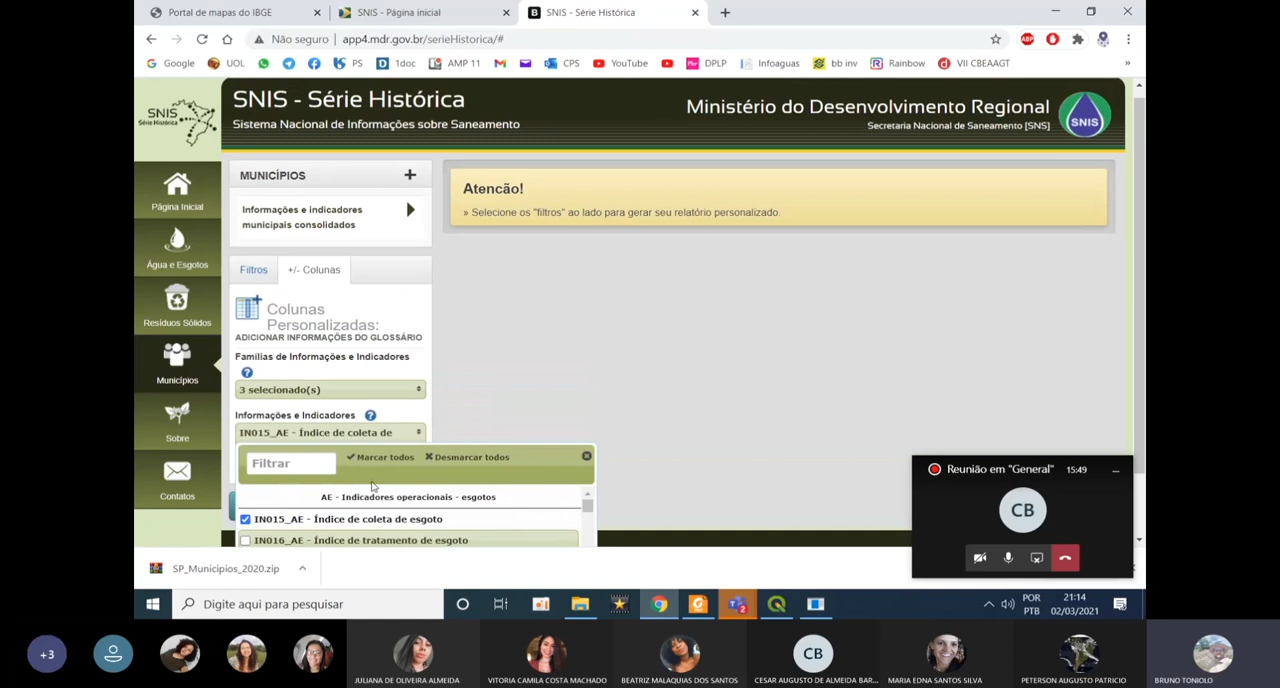 Portal de mapas do IBGE
SNIS - Página inicial
SNIS - Série Histórica
Não seguro | app4.mdr.gov.br/serieHistorica/#
ABP
Google UOL PS 1doc AMP 11 CPS YouTube DPLP Infoaguas bb inv Rainbow VII CBEAAGT »
SNIS
Série Histórica
SNIS - Série Histórica
Sistema Nacional de Informações sobre Saneamento
Ministério do Desenvolvimento Regional
Secretaria Nacional de Saneamento [SNS]
SNIS
Página Inicial
Água e Esgotos
Resíduos Sólidos
Municípios
Sobre
Contatos
MUNICÍPIOS +
Informações e indicadores
municipais consolidados
Filtros
+/- Colunas
Colunas
Personalizadas:
ADICIONAR INFORMAÇÕES DO GLOSSÁRIO
Famílias de Informações e Indicadores
?
3 selecionado(s)
Informações e Indicadores ?
IN015_AE - Índice de coleta de
Filtrar
Marcar todos
Desmarcar todos
AE - Indicadores operacionais - esgotos
IN015_AE - Índice de coleta de esgoto
IN016_AE - Índice de tratamento de esgoto
Atencão!
» Selecione os "filtros" ao lado para gerar seu relatório personalizado.
Reunião em "General" 15:49 ...
CB
SP_Municipios_2020.zip
Digite aqui para pesquisar
2
POR
PTB
21:14
02/03/2021
+3
JULIANA DE OLIVEIRA ALMEIDA
VITORIA CAMILA COSTA MACHADO
BEATRIZ MALAQUIAS DOS SANTOS
CB
CESAR AUGUSTO DE ALMEIDA BAR...
MARIA EDNA SANTOS SILVA
PETERSON AUGUSTO PATRICIO
BRUNO TONIOLO